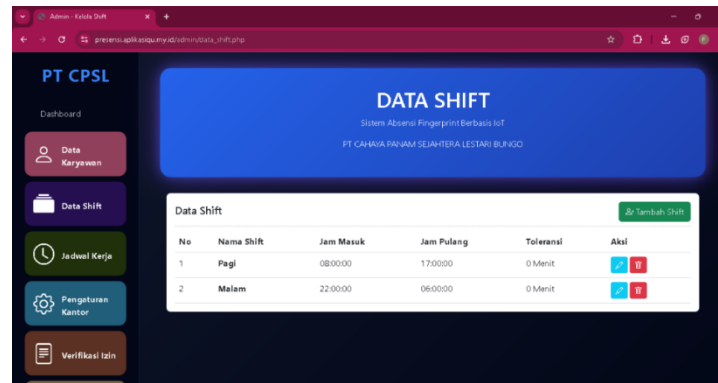 Admin - Kelola Shift
presensi.aplikasiqu.my.id/admin/data_shift.php
PT CPSL
Dashboard
Data
Karyawan
Data Shift
Jadwal Kerja
Pengaturan
Kantor
Verifikasi Izin
DATA SHIFT
Sistem Absensi Fingerprint Berbasis IoT
PT CAHAYA PANAM SEJAHTERA LESTARI BUNGO
Data Shift
Tambah Shift
No Nama Shift Jam Masuk Jam Pulang Toleransi Aksi
1 Pagi 08:00:00 17:00:00 0 Menit
2 Malam 22:00:00 06:00:00 0 Menit